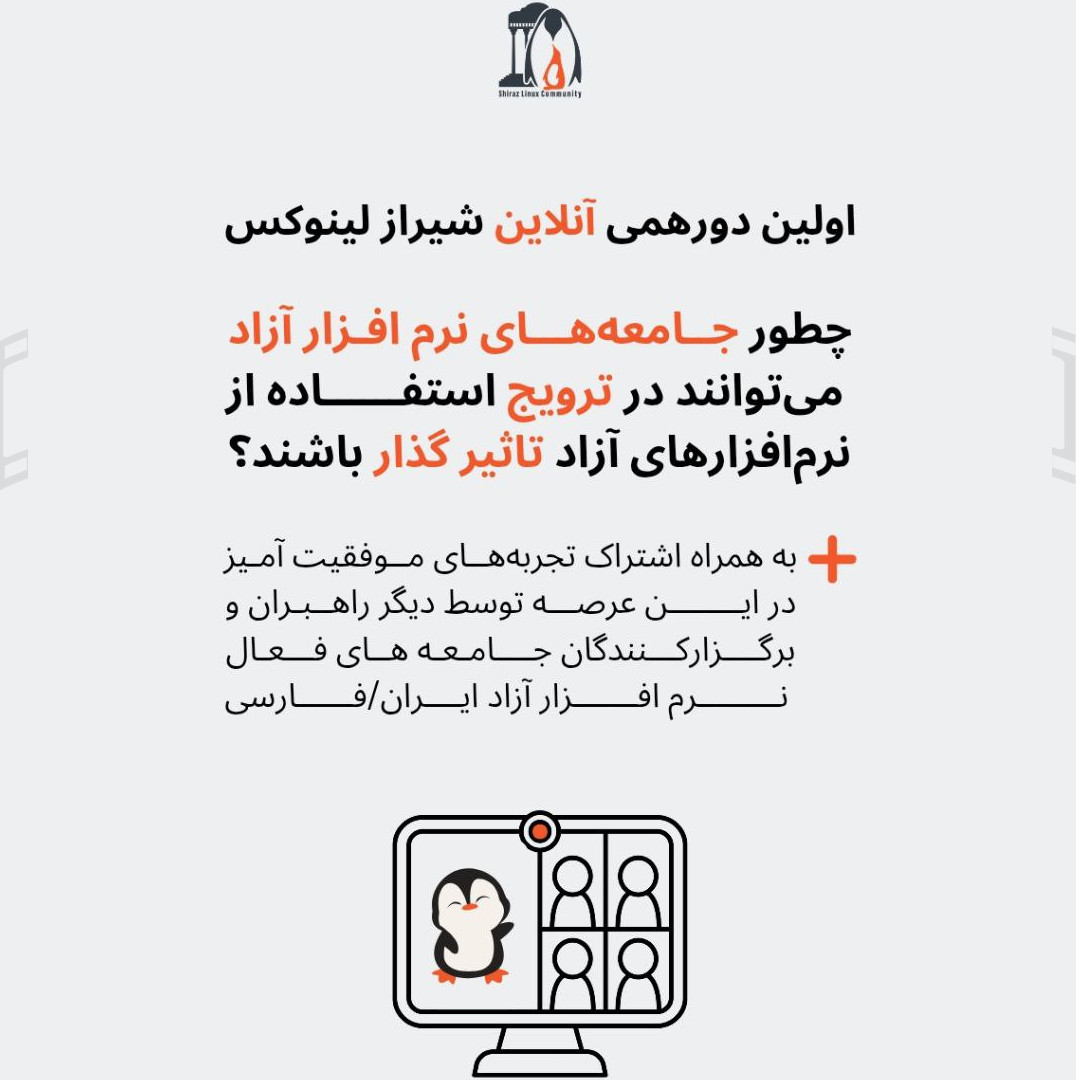 Shiraz Linux Community
اولین دورهمی آنلاین شیراز لینوکس
چطور جامعه‌های نرم افزار آزاد
می‌توانند در ترویج استفاده از
نرم‌افزارهای آزاد تاثیر گذار باشند؟
به همراه اشتراک تجربه‌های موفقیت آمیز
در این عرصه توسط دیگر راهبران و
برگزارکنندگان جامعه های فعال
نرم افزار آزاد ایران/فارسی